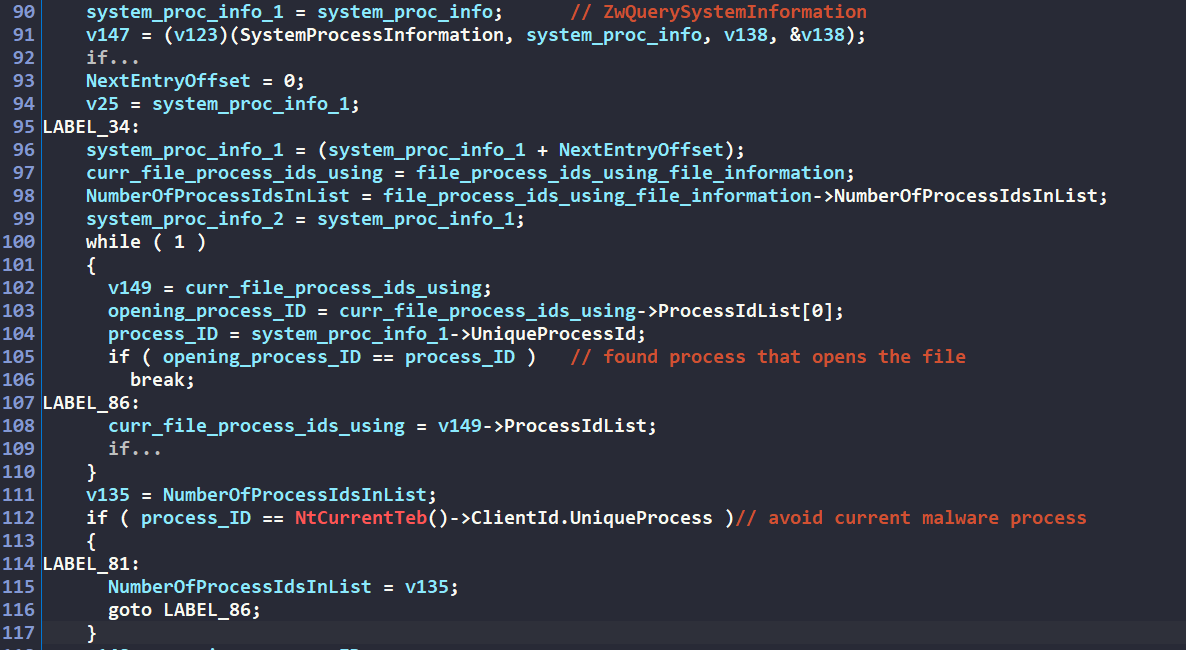 90 system_proc_info_1 = system_proc_info; // ZwQuerySystemInformation
91 v147 = (v123)(SystemProcessInformation, system_proc_info, v138, &v138);
92 if...
93 NextEntryOffset = 0;
94 v25 = system_proc_info_1;
95 LABEL_34:
96 system_proc_info_1 = (system_proc_info_1 + NextEntryOffset);
97 curr_file_process_ids_using = file_process_ids_using_file_information;
98 NumberOfProcessIdsInList = file_process_ids_using_file_information->NumberOfProcessIdsInList;
99 system_proc_info_2 = system_proc_info_1;
100 while ( 1 )
101 {
102 v149 = curr_file_process_ids_using;
103 opening_process_ID = curr_file_process_ids_using->ProcessIdList[0];
104 process_ID = system_proc_info_1->UniqueProcessId;
105 if ( opening_process_ID == process_ID ) // found process that opens the file
106 break;
107 LABEL_86:
108 curr_file_process_ids_using = v149->ProcessIdList;
109 if...
110 }
111 v135 = NumberOfProcessIdsInList;
112 if ( process_ID == NtCurrentTeb()->ClientId.UniqueProcess )// avoid current malware process
113 {
114 LABEL_81:
115 NumberOfProcessIdsInList = v135;
116 goto LABEL_86;
117 }